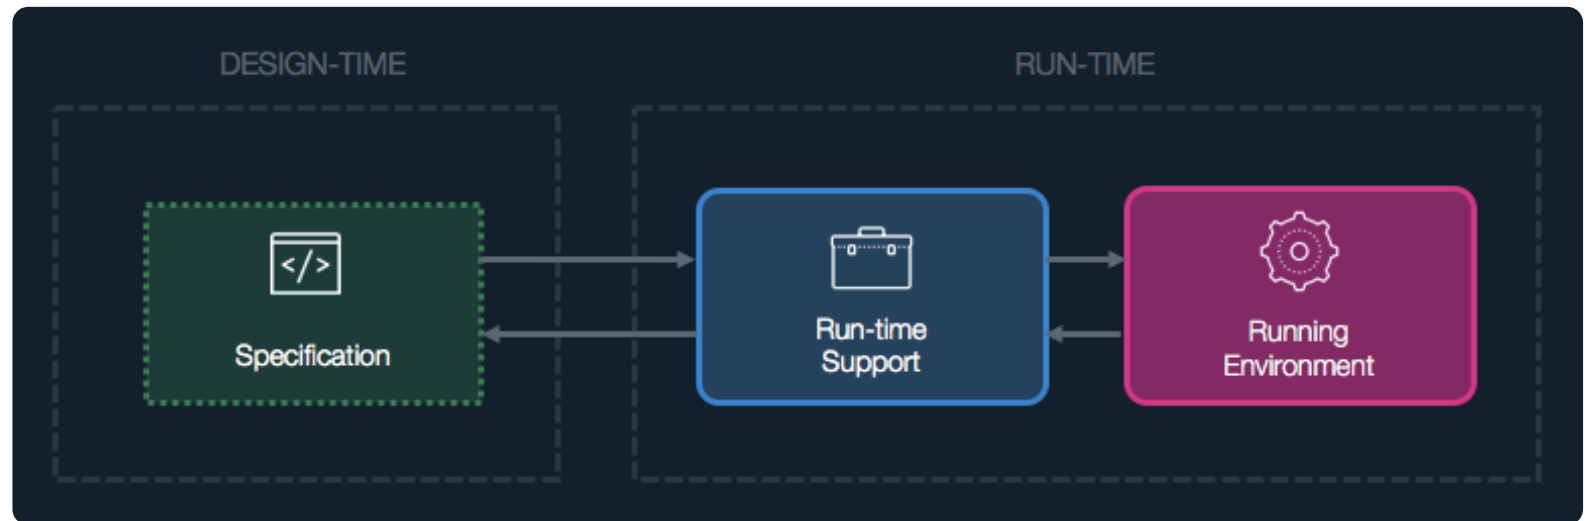 DESIGN-TIME
RUN-TIME
</>
Specification
Run-time
Support
Running
Environment